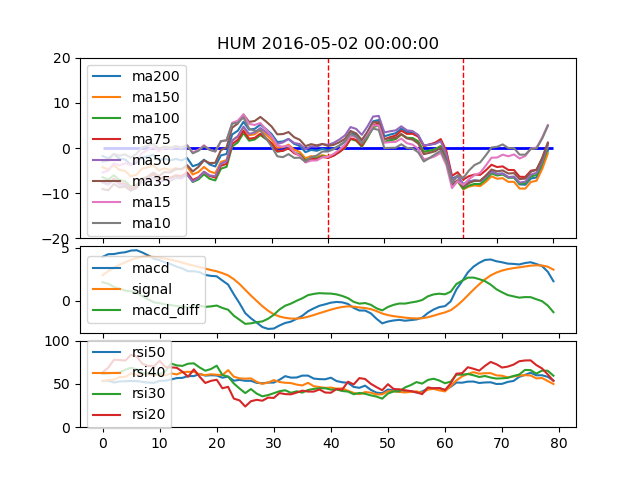 HUM 2016-05-02 00:00:00
20
10
0
−10
−20
ma200
ma150
ma100
ma75
ma50
ma35
ma15
ma10
5
0
macd
signal
macd_diff
100
50
0
rsi50
rsi40
rsi30
rsi20
0 10 20 30 40 50 60 70 80